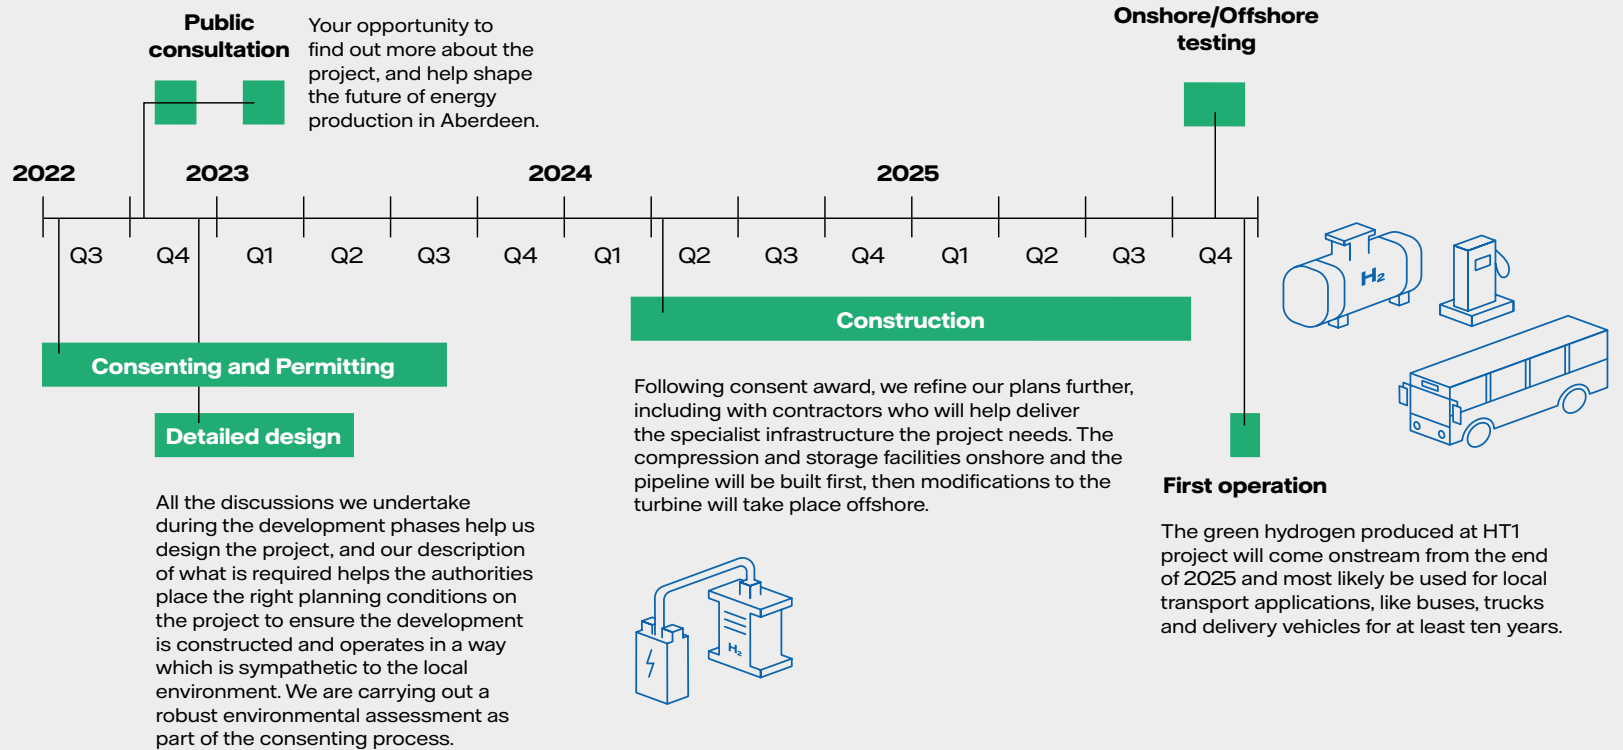 Public
consultation
Your opportunity to
find out more about the
project, and help shape
the future of energy
production in Aberdeen.
Onshore/Offshore
testing
2022
2023
2024
2025
Q3
Q4
Q1
Q2
Q3
Q4
Q1
Q2
Q3
Q4
Q1
Q2
Q3
Q4
Construction
Consenting and Permitting
Detailed design
All the discussions we undertake
during the development phases help us
design the project, and our description
of what is required helps the authorities
place the right planning conditions on
the project to ensure the development
is constructed and operates in a way
which is sympathetic to the local
environment. We are carrying out a
robust environmental assessment as
part of the consenting process.
Following consent award, we refine our plans further,
including with contractors who will help deliver
the specialist infrastructure the project needs. The
compression and storage facilities onshore and the
pipeline will be built first, then modifications to the
turbine will take place offshore.
H₂
H₂
First operation
The green hydrogen produced at HT1
project will come onstream from the end
of 2025 and most likely be used for local
transport applications, like buses, trucks
and delivery vehicles for at least ten years.